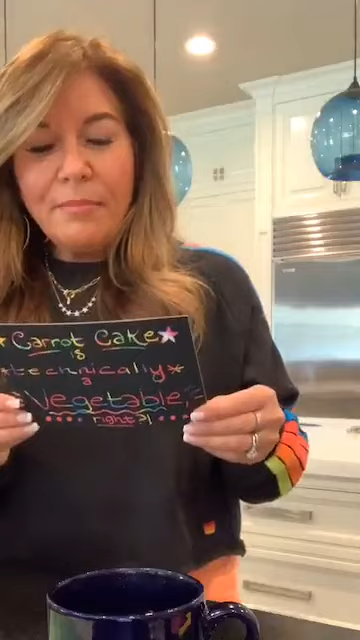 Carrot Cake
is
technically
a
Vegetable,
right?!